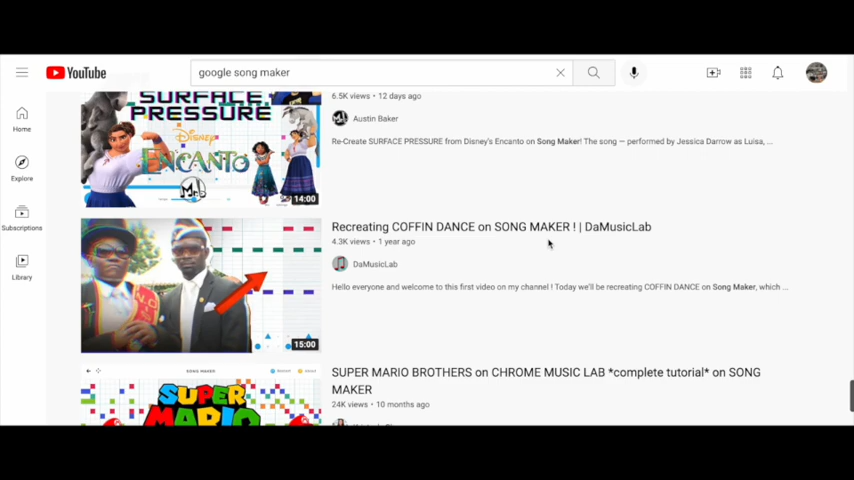 YouTube
google song maker
Home
Explore
Subscriptions
Library
SURFACE
PRESSURE
Disney
ENCANTO
14:00
6.5K views • 12 days ago
Austin Baker
Re-Create SURFACE PRESSURE from Disney's Encanto on Song Maker! The song — performed by Jessica Darrow as Luisa, ...
15:00
Recreating COFFIN DANCE on SONG MAKER ! | DaMusicLab
4.3K views • 1 year ago
DaMusicLab
Hello everyone and welcome to this first video on my channel ! Today we'll be recreating COFFIN DANCE on Song Maker, which ...
SONG MAKER
SUPER
MARIO
SUPER MARIO BROTHERS on CHROME MUSIC LAB *complete tutorial* on SONG
MAKER
24K views • 10 months ago